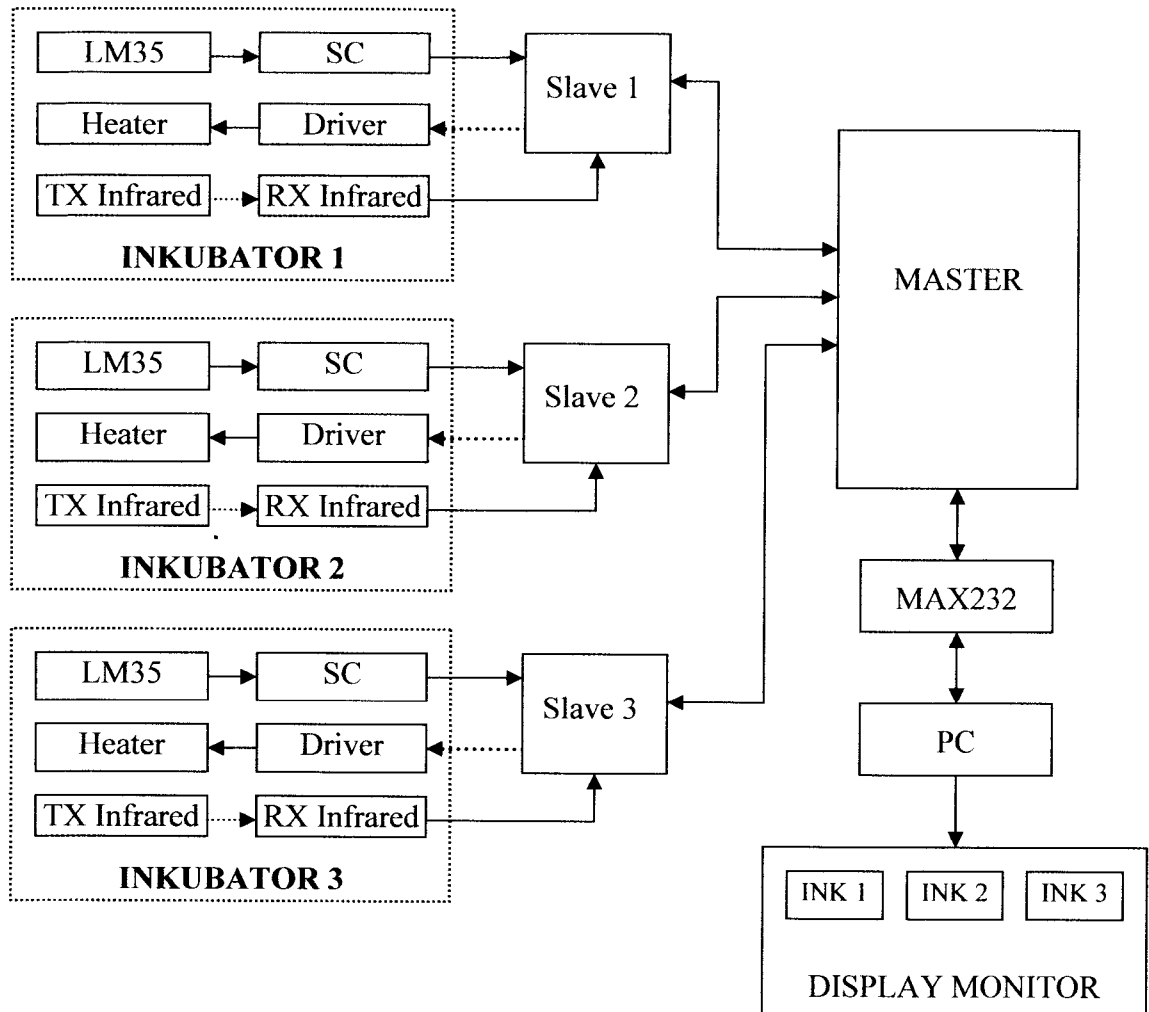 LM35
SC
Slave 1
Heater
Driver
TX Infrared
RX Infrared
INKUBATOR 1
MASTER
LM35
SC
Slave 2
Heater
Driver
TX Infrared
RX Infrared
INKUBATOR 2
MAX232
LM35
SC
Slave 3
Heater
Driver
PC
TX Infrared
RX Infrared
INKUBATOR 3
INK 1
INK 2
INK 3
DISPLAY MONITOR